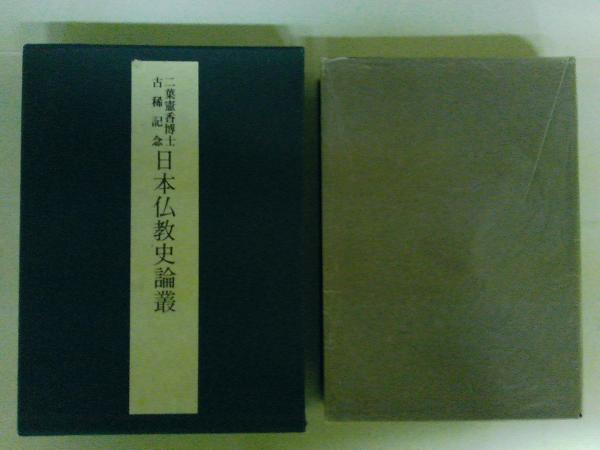 二葉憲香博士
古稀記念
日本仏教史論叢